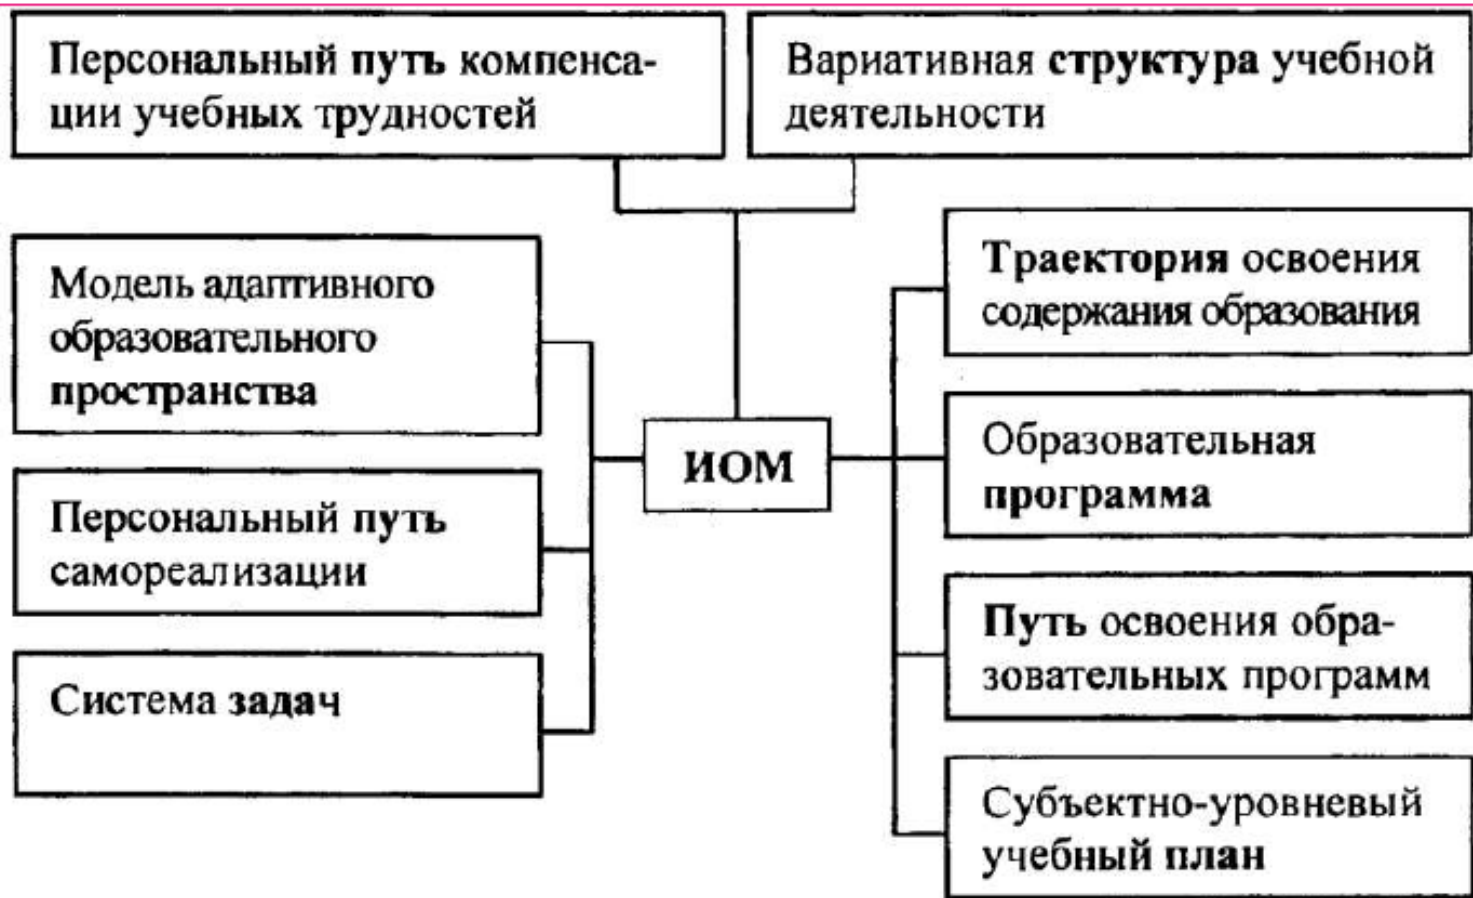 Персональный путь компенса-
ции учебных трудностей
Вариативная структура учебной
деятельности
Модель адаптивного
образовательного
пространства
Персональный путь
самореализации
Система задач
ИОМ
Траектория освоения
содержания образования
Образовательная
программа
Путь освоения обра-
зовательных программ
Субъектно-уровневый
учебный план